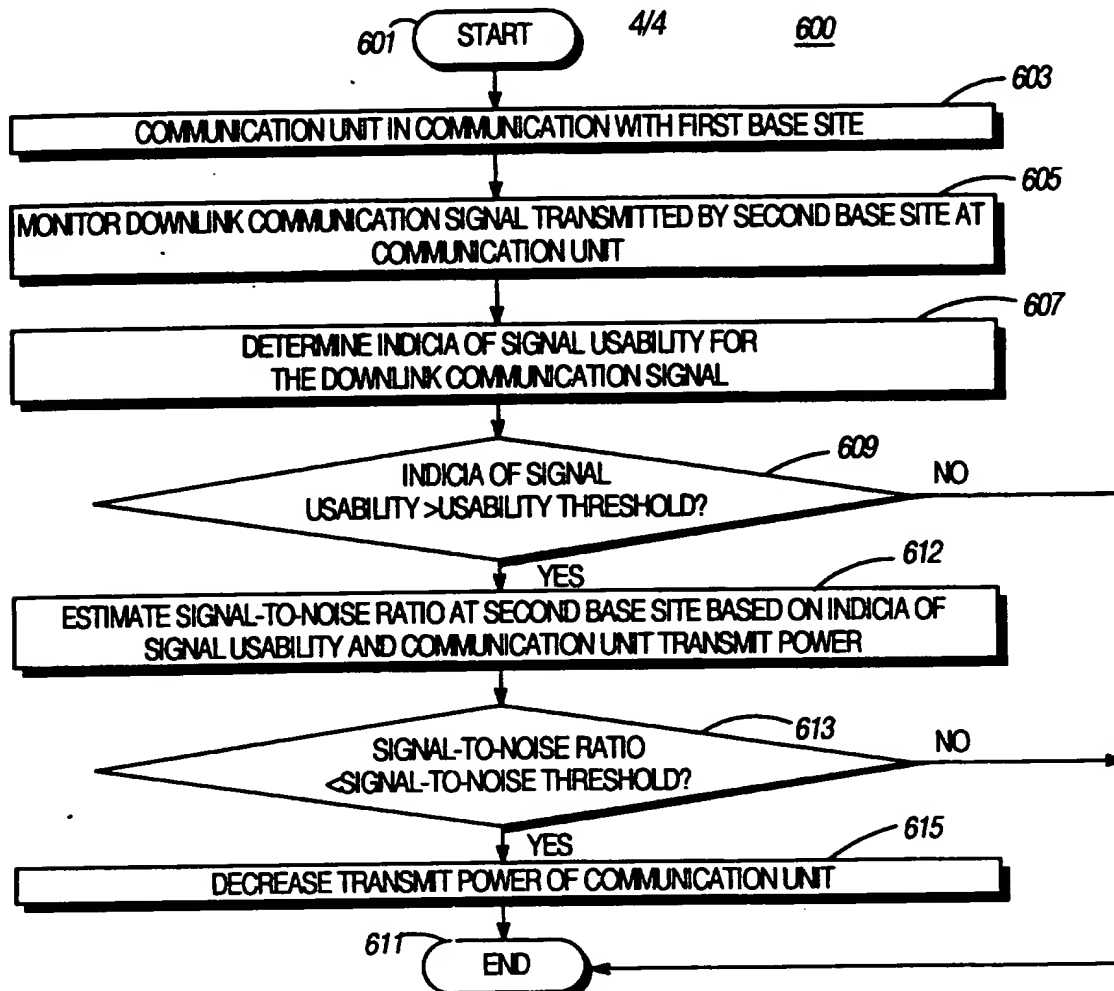 601 START 4/4 600
603
COMMUNICATION UNIT IN COMMUNICATION WITH FIRST BASE SITE
605
MONITOR DOWNLINK COMMUNICATION SIGNAL TRANSMITTED BY SECOND BASE SITE AT
COMMUNICATION UNIT
607
DETERMINE INDICIA OF SIGNAL USABILITY FOR
THE DOWNLINK COMMUNICATION SIGNAL
609
INDICIA OF SIGNAL
USABILITY >USABILITY THRESHOLD?
NO
YES
612
ESTIMATE SIGNAL-TO-NOISE RATIO AT SECOND BASE SITE BASED ON INDICIA OF
SIGNAL USABILITY AND COMMUNICATION UNIT TRANSMIT POWER
613
SIGNAL-TO-NOISE RATIO
<SIGNAL-TO-NOISE THRESHOLD?
NO
YES
615
DECREASE TRANSMIT POWER OF COMMUNICATION UNIT
611
END